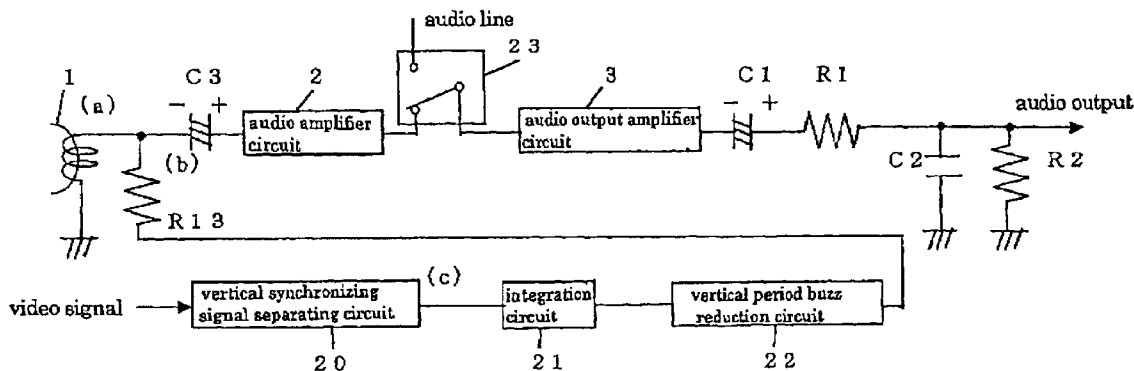 audio line
2 3
1
(a)
C 3
2
3
C 1
R 1
audio output
- +
- +
audio amplifier
circuit
audio output amplifier
circuit
(b)
C 2
R 2
R 1 3
(c)
video signal
vertical synchronizing
signal separating circuit
integration
circuit
vertical period buzz
reduction circuit
2 0
2 1
2 2